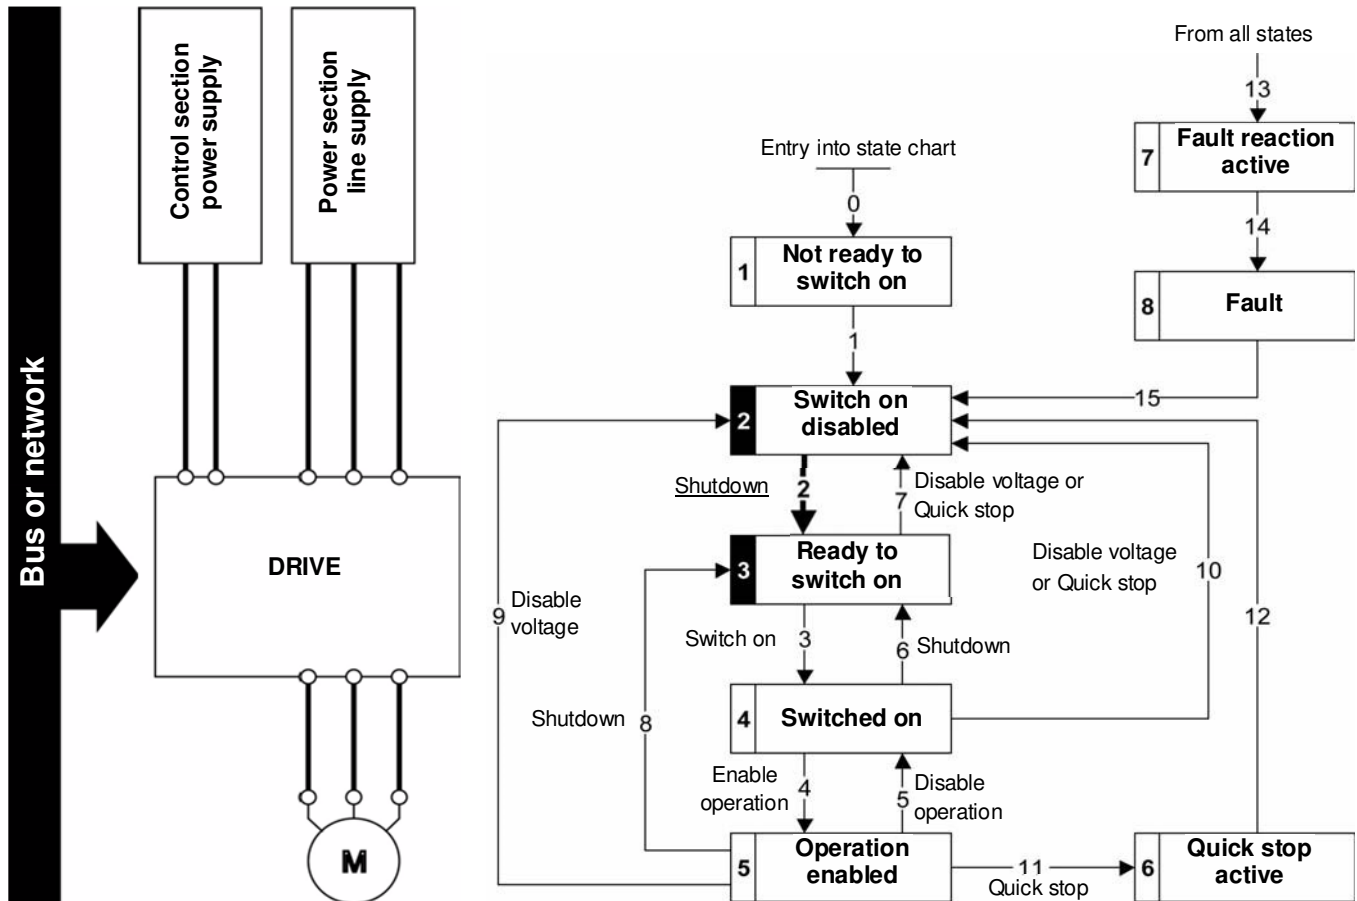 Bus or network
Control section
power supply
Power section
line supply
DRIVE
M
From all states
13
7
Fault reaction
active
14
8
Fault
15
Entry into state chart
0
1
Not ready to
switch on
1
2
Switch on
disabled
Shutdown
2
7
Disable voltage or
Quick stop
3
Ready to
switch on
Disable voltage
or Quick stop
10
12
9
Disable
voltage
Switch on
3
6
Shutdown
4
Switched on
Shutdown
8
Enable
operation
4
5
Disable
operation
5
Operation
enabled
11
Quick stop
6
Quick stop
active